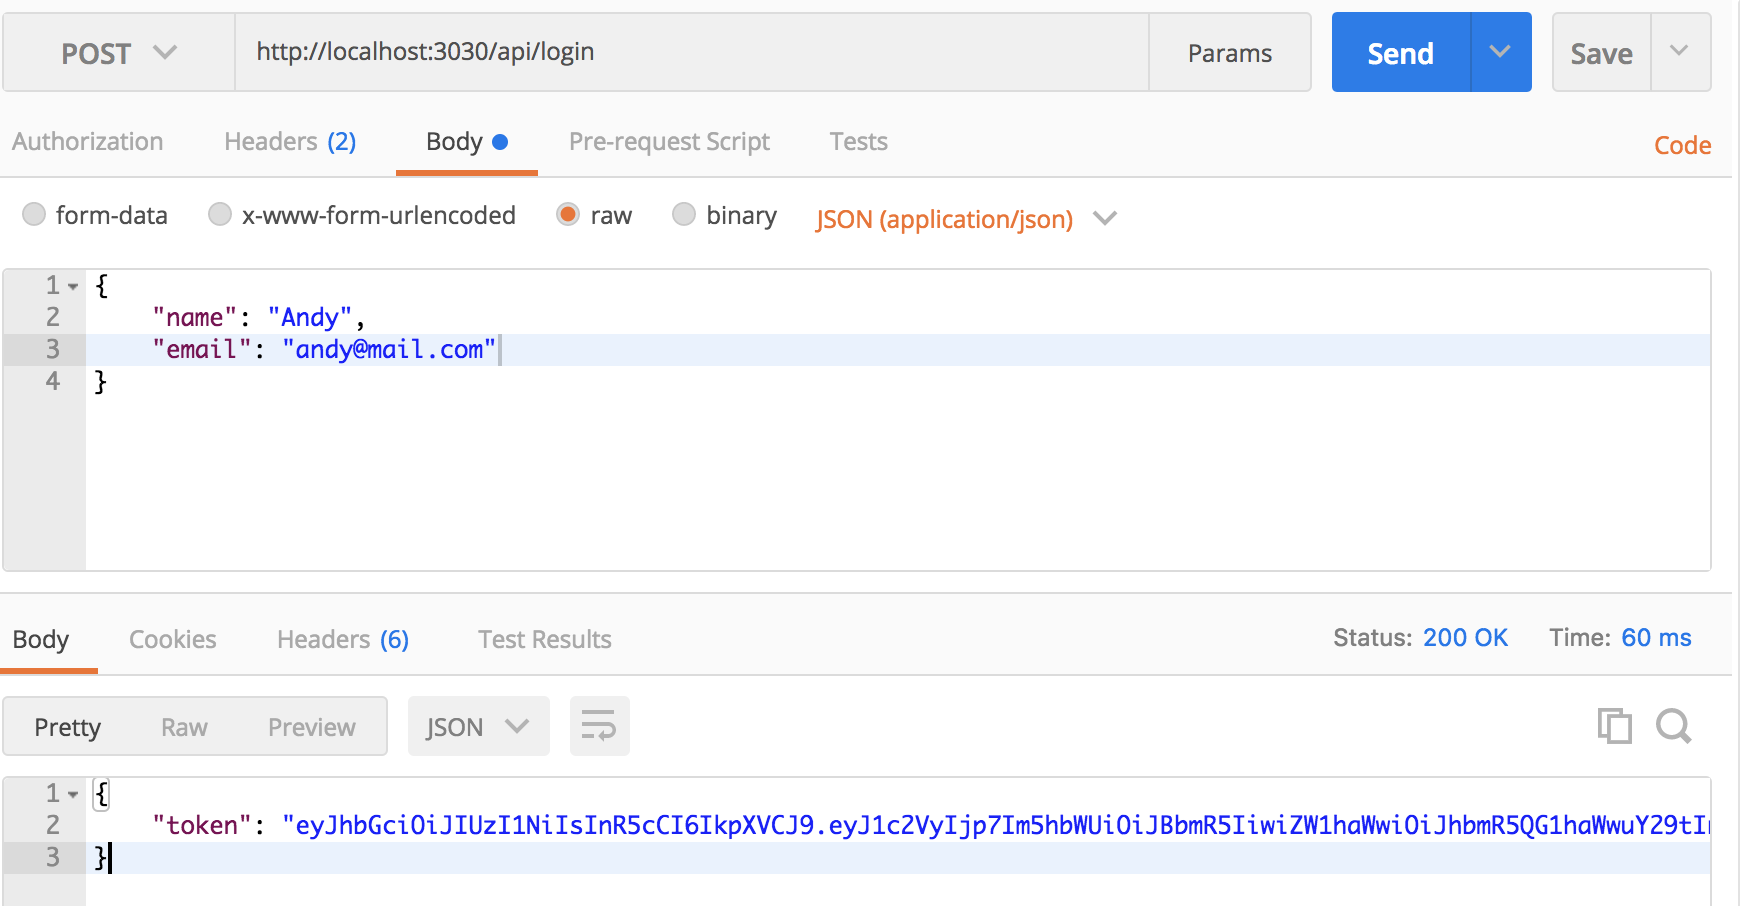 POST http://localhost:3030/api/login Params Send Save
Authorization Headers (2) Body Pre-request Script Tests Code
form-data x-www-form-urlencoded raw binary JSON (application/json)
1 {
2 "name": "Andy",
3 "email": "andy@mail.com"
4 }
Body Cookies Headers (6) Test Results Status: 200 OK Time: 60 ms
Pretty Raw Preview JSON
1 {
2 "token": "eyJhbGciOiJIUzI1NiIsInR5cCI6IkpXVCJ9.eyJ1c2VyIjp7Im5hbWUiOiJBbmR5IiwiZW1haWwiOiJhbmR5QG1haWwuY29tI
3 }